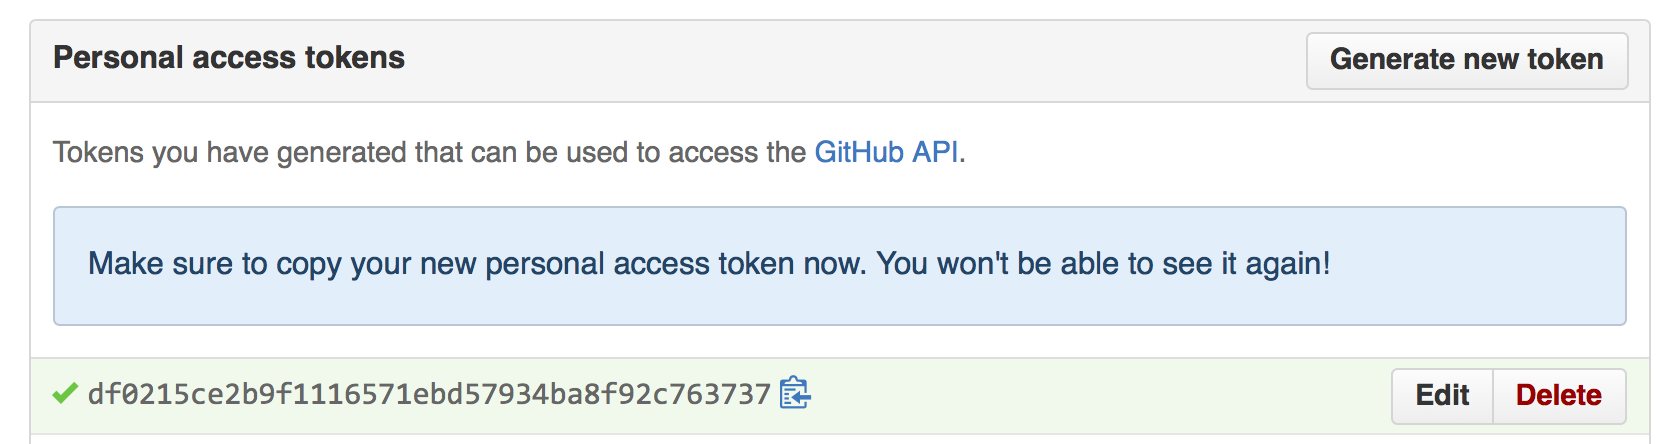 Personal access tokens
Generate new token
Tokens you have generated that can be used to access the GitHub API.
Make sure to copy your new personal access token now. You won't be able to see it again!
df0215ce2b9f1116571ebd57934ba8f92c763737
Edit
Delete